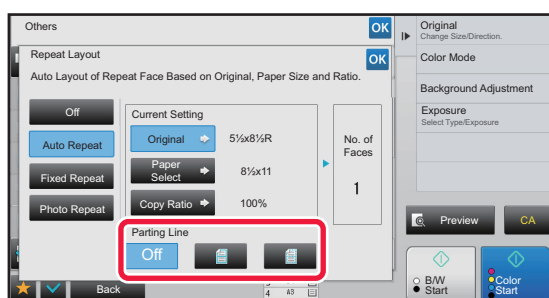 Others
OK
Repeat Layout
OK
Auto Layout of Repeat Face Based on Original, Paper Size and Ratio.
Off
Auto Repeat
Fixed Repeat
Photo Repeat
Current Setting
Original
5½x8½R
Paper
Select
8½x11
Copy Ratio
100%
No. of
Faces
1
Parting Line
Off
Back
4 A3
Original
Change Size/Direction.
Color Mode
Background Adjustment
Exposure
Select Type/Exposure
Preview
CA
B/W
Start
Color
Start